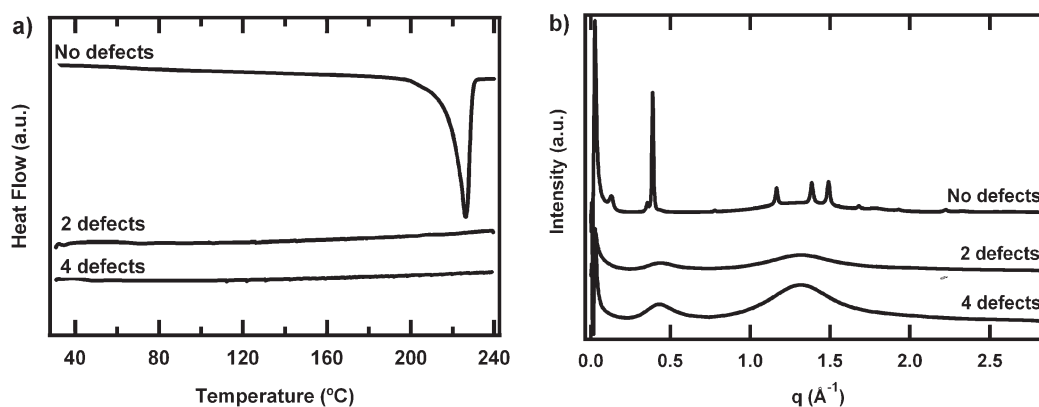 a)
No defects
2 defects
4 defects
Heat Flow (a.u.)
40 80 120 160 200 240
Temperature (ºC)
b)
No defects
2 defects
4 defects
Intensity (a.u.)
0.0 0.5 1.0 1.5 2.0 2.5
q (Å-1)